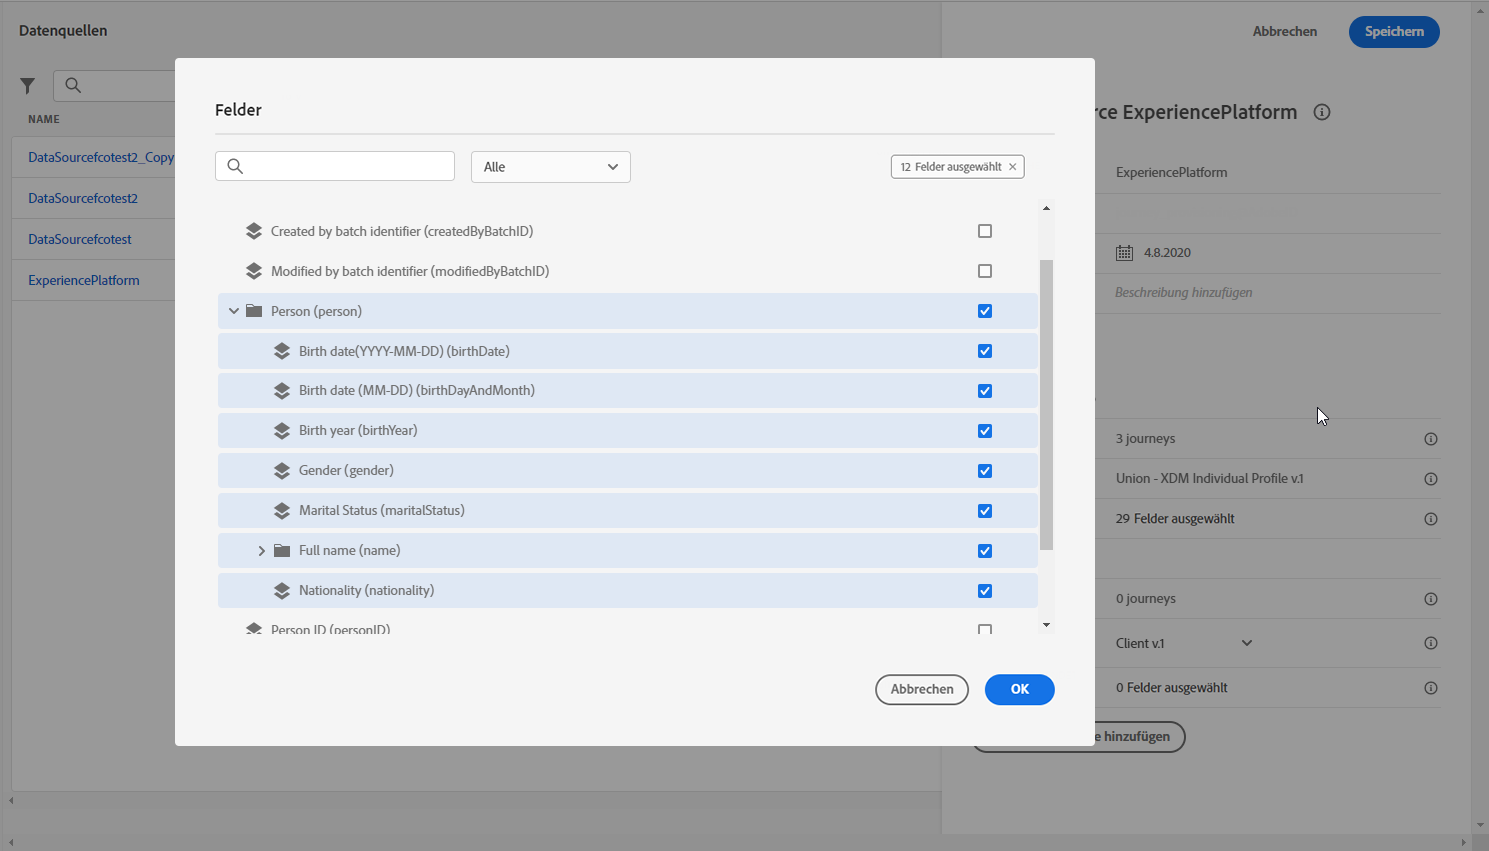 Datenquellen
Abbrechen
Speichern
NAME
DataSourcefcotest2_Copy
DataSourcefcotest2
DataSourcefcotest
ExperiencePlatform
Felder
Alle
12 Felder ausgewählt
Created by batch identifier (createdByBatchID)
Modified by batch identifier (modifiedByBatchID)
Person (person)
Birth date(YYYY-MM-DD) (birthDate)
Birth date (MM-DD) (birthDayAndMonth)
Birth year (birthYear)
Gender (gender)
Marital Status (maritalStatus)
Full name (name)
Nationality (nationality)
Person ID (personID)
Abbrechen
OK
rce ExperiencePlatform
ExperiencePlatform
4.8.2020
Beschreibung hinzufügen
3 journeys
Union - XDM Individual Profile v.1
29 Felder ausgewählt
0 journeys
Client v.1
0 Felder ausgewählt
e hinzufügen